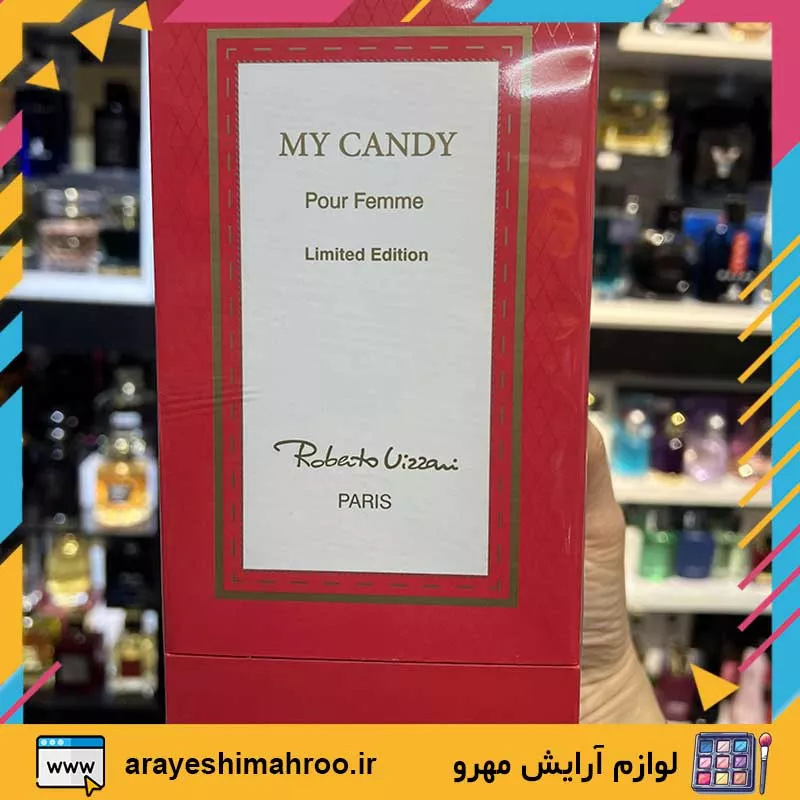 MY CANDY
Pour Femme
Limited Edition
Roberto Vizzari
PARIS
www
arayeshimahroo.ir
لوازم آرایش مهرو